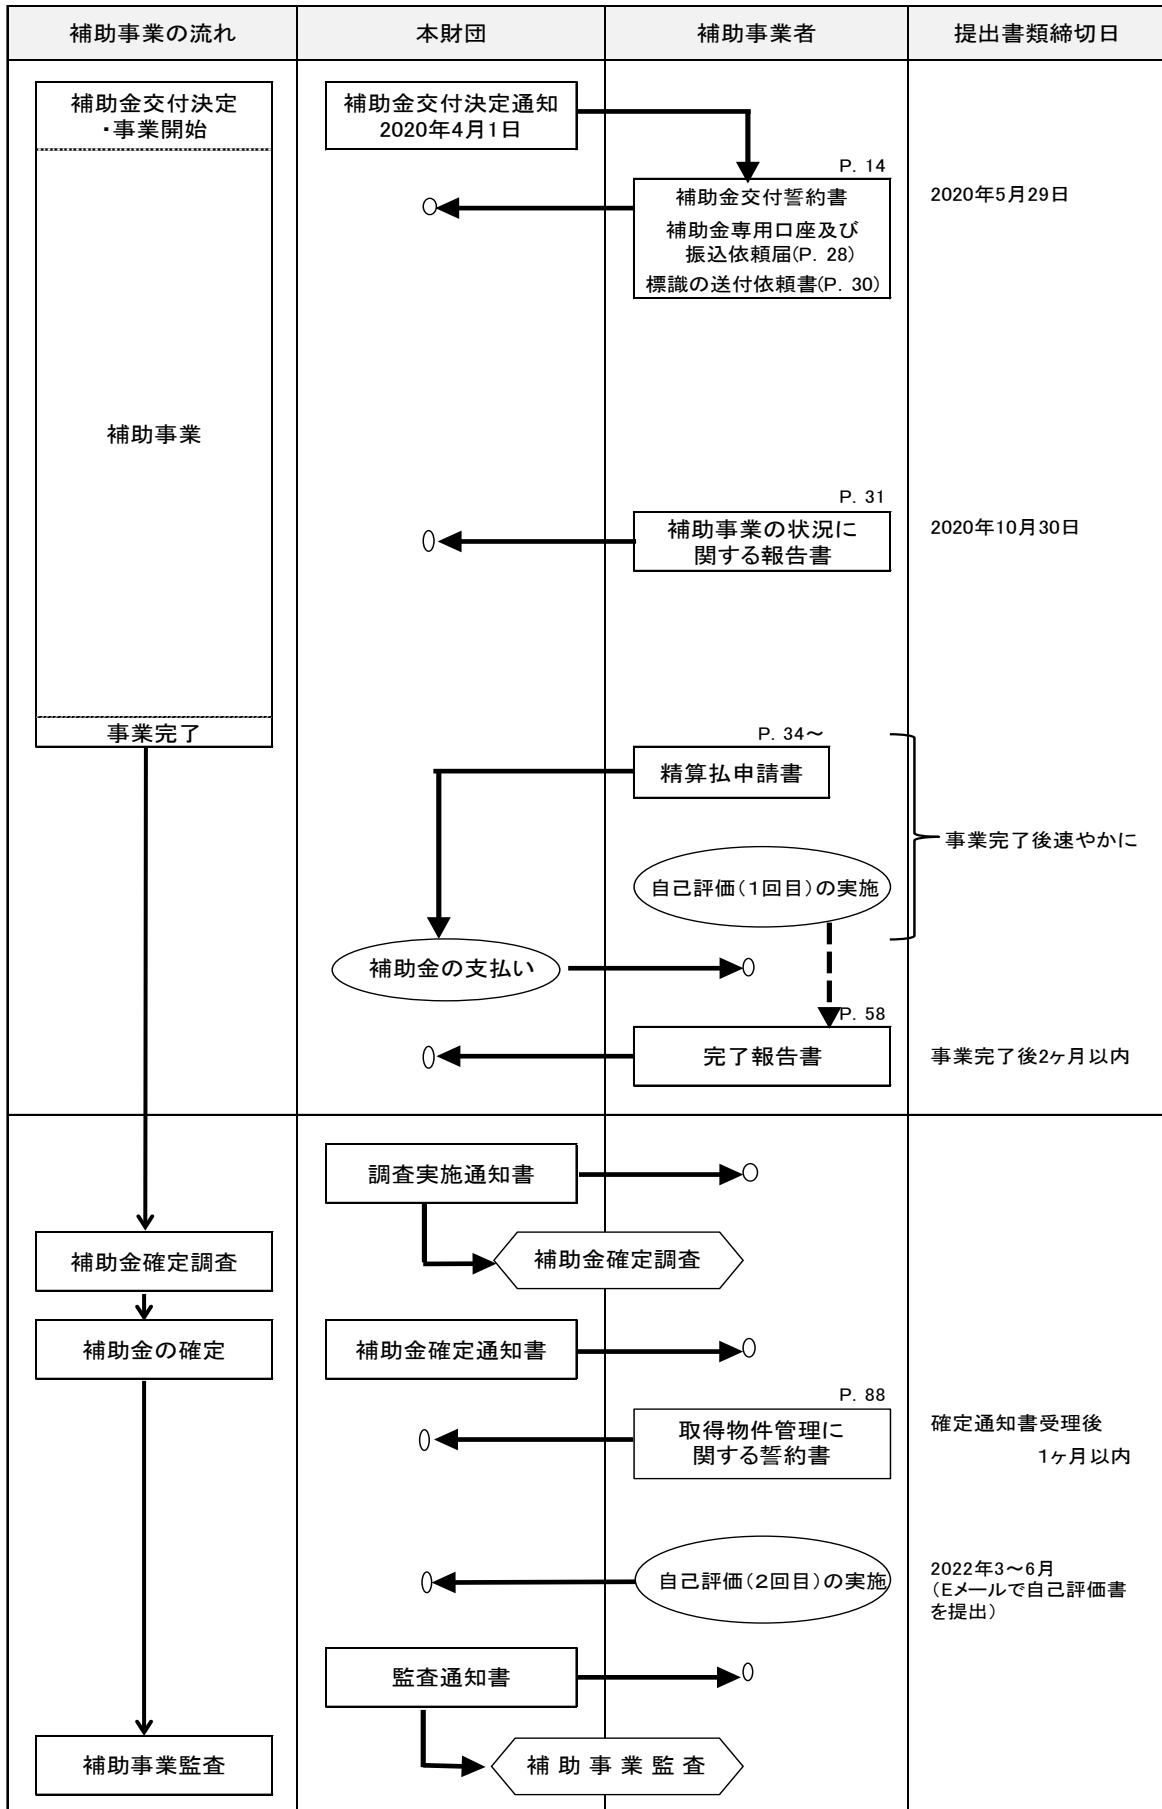 補助事業の流れ
本財団
補助事業者
提出書類締切日
補助金交付決定
・事業開始
補助金交付決定通知
2020年4月1日
P. 14
補助金交付誓約書
補助金専用口座及び
振込依頼届(P. 28)
標識の送付依頼書(P. 30)
2020年5月29日
補助事業
P. 31
補助事業の状況に
関する報告書
2020年10月30日
事業完了
P. 34～
精算払申請書
事業完了後速やかに
自己評価(1回目)の実施
補助金の支払い
P. 58
完了報告書
事業完了後2ヶ月以内
調査実施通知書
補助金確定調査
補助金確定調査
補助金の確定
補助金確定通知書
P. 88
取得物件管理に
関する誓約書
確定通知書受理後
1ヶ月以内
自己評価(2回目)の実施
2022年3～6月
(Eメールで自己評価書
を提出)
監査通知書
補助事業監査
補 助 事 業 監 査